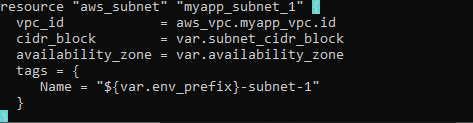 resource "aws_subnet" "myapp_subnet_1" {
  vpc_id            = aws_vpc.myapp_vpc.id
  cidr_block        = var.subnet_cidr_block
  availability_zone = var.availability_zone
  tags = {
     Name = "${var.env_prefix}-subnet-1"
  }
}